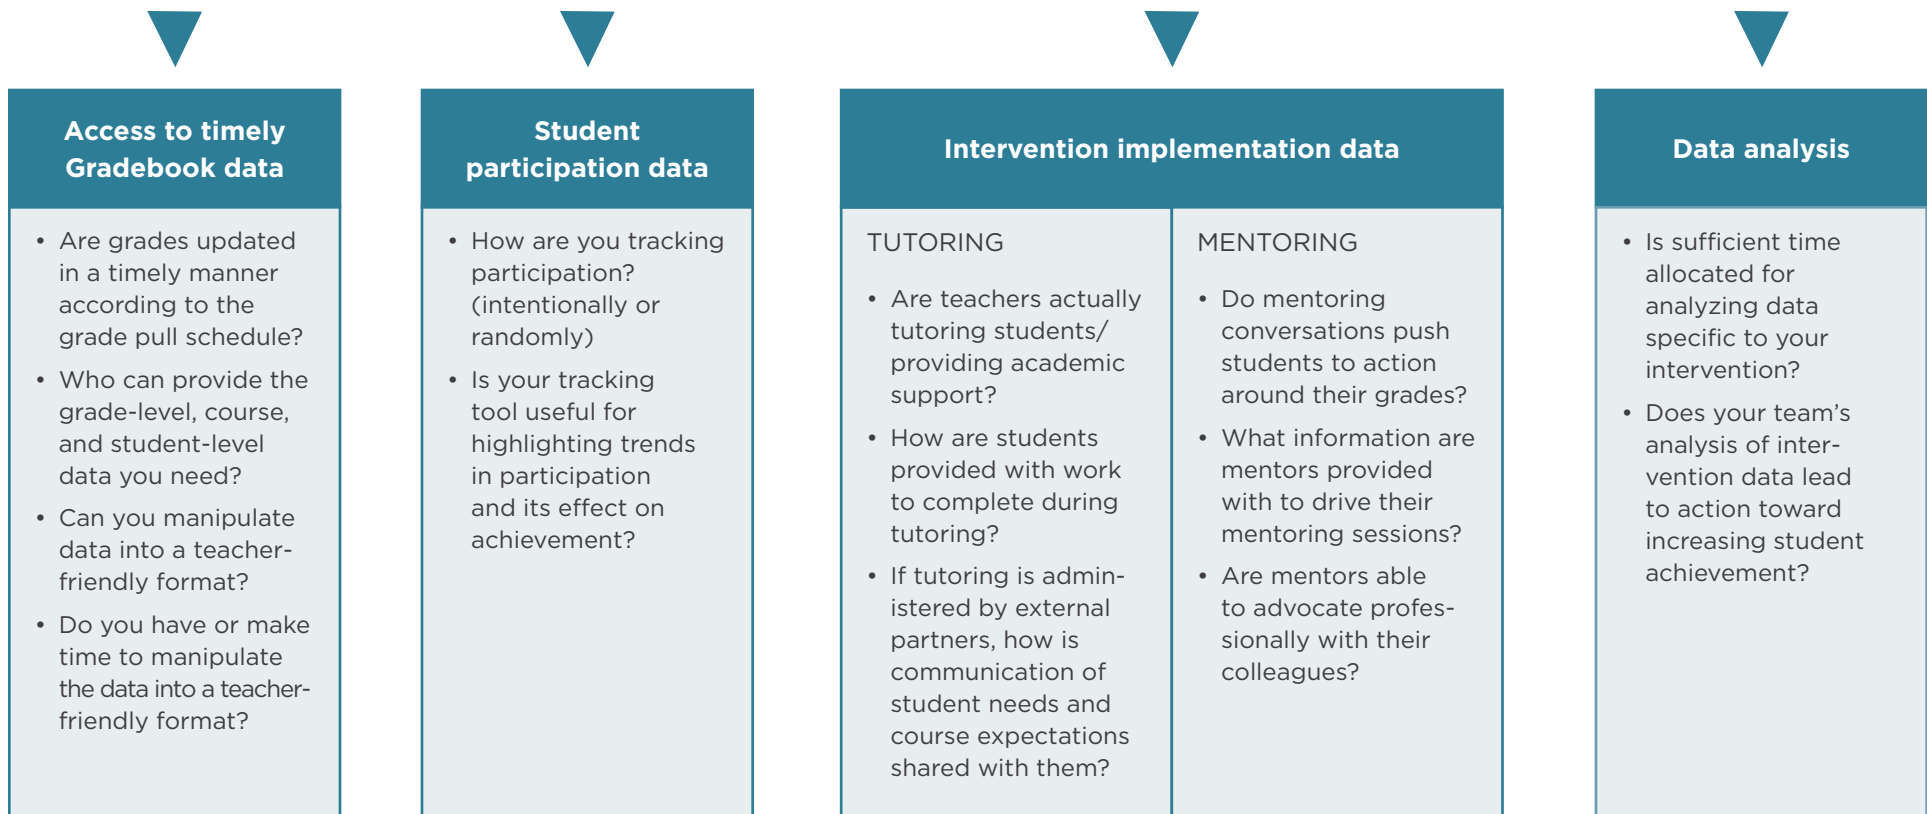 Access to timely
Gradebook data
• Are grades updated
in a timely manner
according to the
grade pull schedule?
• Who can provide the
grade-level, course,
and student-level
data you need?
• Can you manipulate
data into a teacher-
friendly format?
• Do you have or make
time to manipulate
the data into a teacher-
friendly format?
Student
participation data
• How are you tracking
participation?
(intentionally or
randomly)
• Is your tracking
tool useful for
highlighting trends
in participation
and its effect on
achievement?
Intervention implementation data
TUTORING
• Are teachers actually
tutoring students/
providing academic
support?
• How are students
provided with work
to complete during
tutoring?
• If tutoring is admin-
istered by external
partners, how is
communication of
student needs and
course expectations
shared with them?
MENTORING
• Do mentoring
conversations push
students to action
around their grades?
• What information are
mentors provided
with to drive their
mentoring sessions?
• Are mentors able
to advocate profes-
sionally with their
colleagues?
Data analysis
• Is sufficient time
allocated for
analyzing data
specific to your
intervention?
• Does your team’s
analysis of inter-
vention data lead
to action toward
increasing student
achievement?